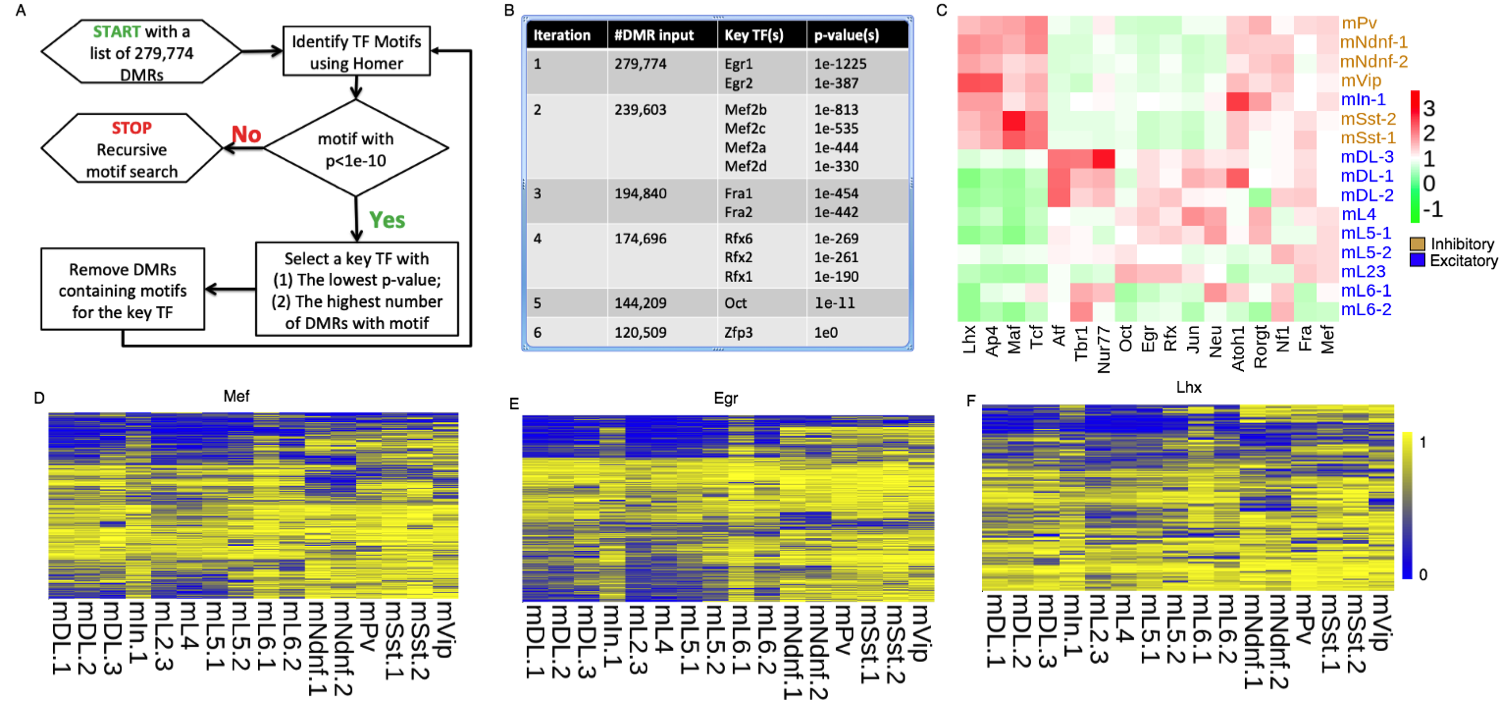 A
START with a
list of 279,774
DMRs
Identify TF Motifs
using Homer
STOP
Recursive
motif search
No
motif with
p<1e-10
Yes
Remove DMRs
containing motifs
for the key TF
Select a key TF with
(1) The lowest p-value;
(2) The highest number
of DMRs with motif
B
Iteration #DMR input Key TF(s) p-value(s)
1 279,774 Egr1 1e-1225
Egr2 1e-387
2 239,603 Mef2b 1e-813
Mef2c 1e-535
Mef2a 1e-444
Mef2d 1e-330
3 194,840 Fra1 1e-454
Fra2 1e-442
4 174,696 Rfx6 1e-269
Rfx2 1e-261
Rfx1 1e-190
5 144,209 Oct 1e-11
6 120,509 Zfp3 1e0
C
mPv
mNdnf-1
mNdnf-2
mVip
mIn-1
mSst-2
mSst-1
mDL-3
mDL-1
mDL-2
mL4
mL5-1
mL5-2
mL23
mL6-1
mL6-2
Lhx
Ap4
Maf
Tcf
Atf
Tbr1
Nur77
Oct
Egr
Rfx
Jun
Neu
Atoh1
Rorgt
Nf1
Fra
Mef
3
2
1
0
-1
Inhibitory
Excitatory
D
Mef
mDL.1
mDL.2
mDL.3
mIn.1
mL2.3
mL4
mL5.1
mL5.2
mL6.1
mL6.2
mNdnf.1
mNdnf.2
mPv
mSst.1
mSst.2
mVip
E
Egr
mDL.1
mDL.2
mDL.3
mIn.1
mL2.3
mL4
mL5.1
mL5.2
mL6.1
mL6.2
mNdnf.1
mNdnf.2
mPv
mSst.1
mSst.2
mVip
F
Lhx
mDL.1
mDL.2
mDL.3
mIn.1
mL2.3
mL4
mL5.1
mL5.2
mL6.1
mL6.2
mNdnf.1
mNdnf.2
mPv
mSst.1
mSst.2
mVip
1
0